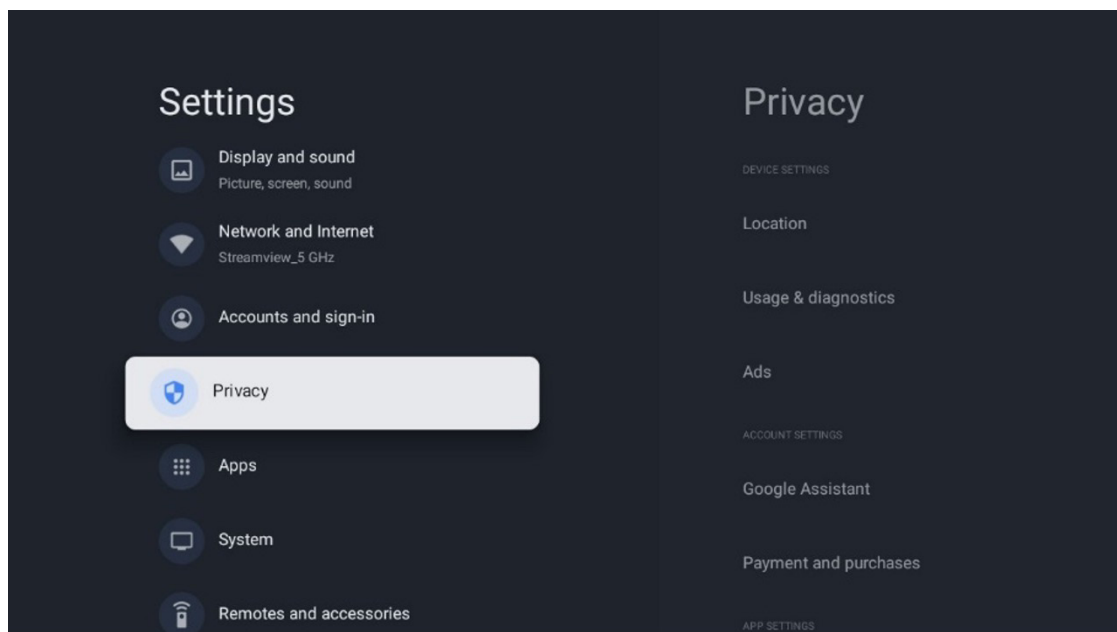 Settings
Display and sound
Picture, screen, sound
Network and Internet
Streamview_5 GHz
Accounts and sign-in
Privacy
Apps
System
Remotes and accessories
Privacy
DEVICE SETTINGS
Location
Usage & diagnostics
Ads
ACCOUNT SETTINGS
Google Assistant
Payment and purchases
APP SETTINGS